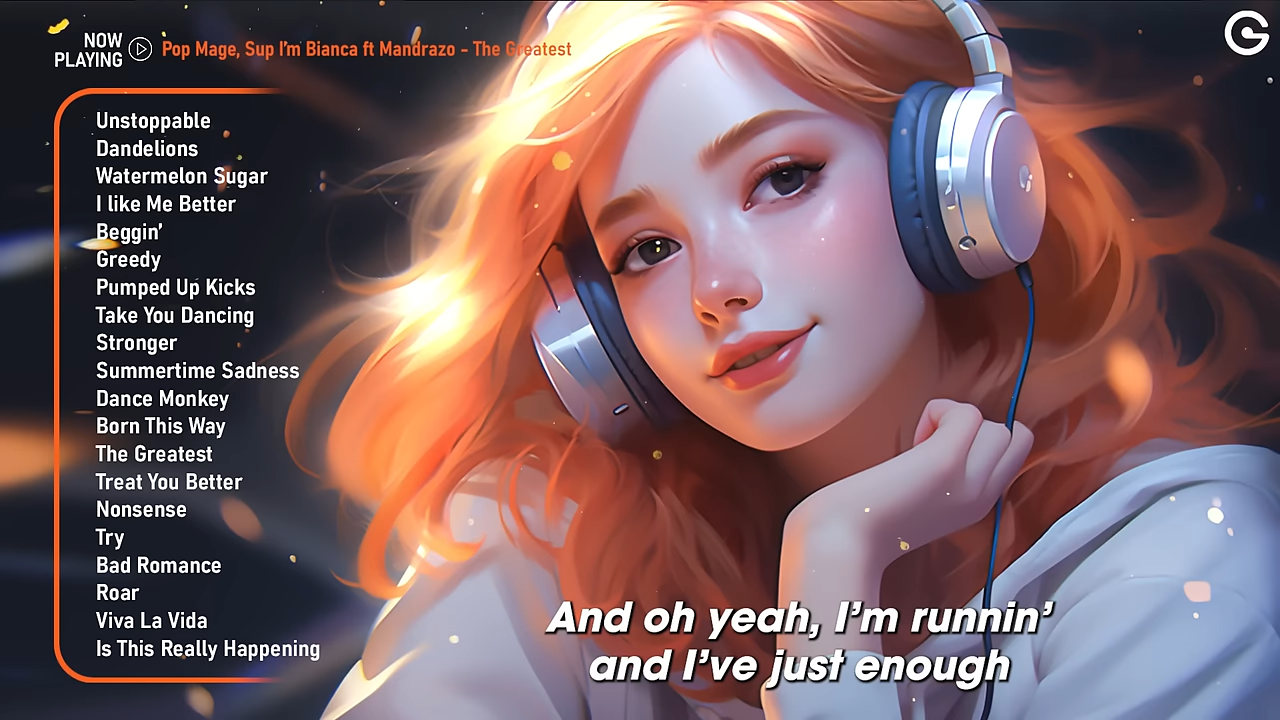 NOW
PLAYING
Pop Mage, Sup I'm Bianca ft Mandrazo - The Greatest
G
Unstoppable
Dandelions
Watermelon Sugar
I like Me Better
Beggin'
Greedy
Pumped Up Kicks
Take You Dancing
Stronger
Summertime Sadness
Dance Monkey
Born This Way
The Greatest
Treat You Better
Nonsense
Try
Bad Romance
Roar
Viva La Vida
Is This Really Happening
And oh yeah, I'm runnin'
and I've just enough